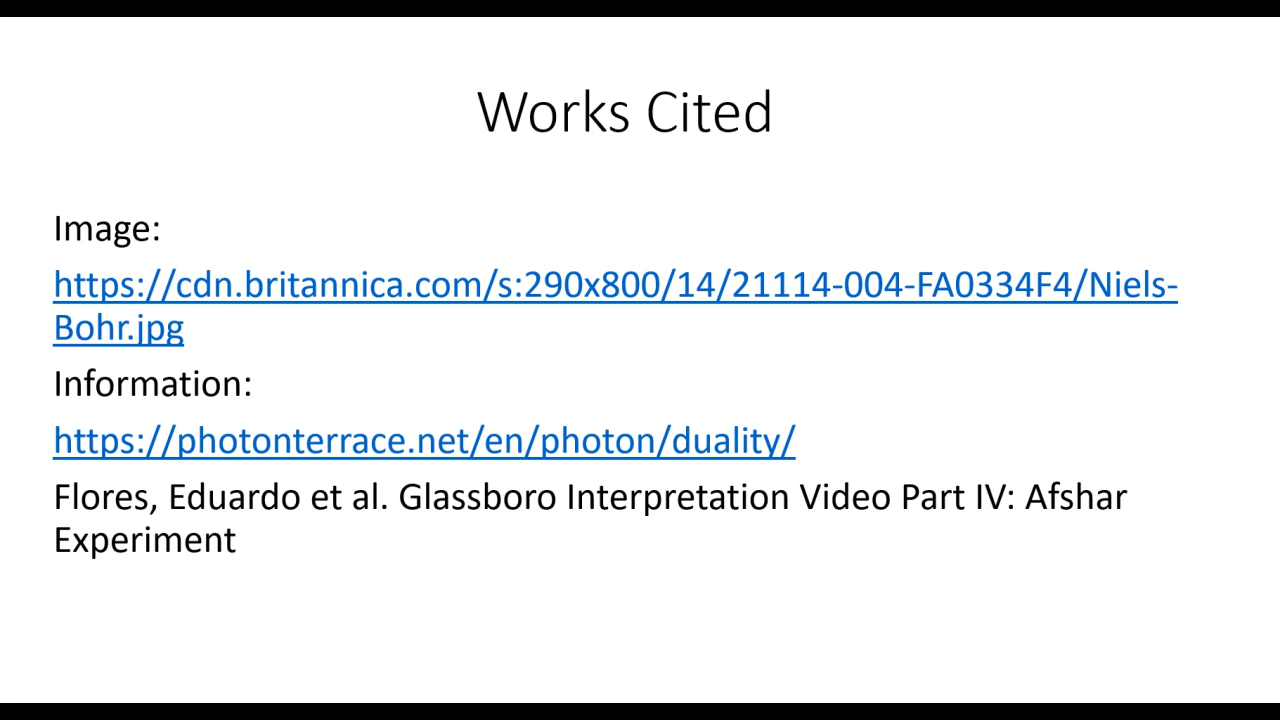 Works Cited
Image:
https://cdn.britannica.com/s:290x800/14/21114-004-FA0334F4/Niels-
Bohr.jpg
Information:
https://photonterrace.net/en/photon/duality/
Flores, Eduardo et al. Glassboro Interpretation Video Part IV: Afshar
Experiment